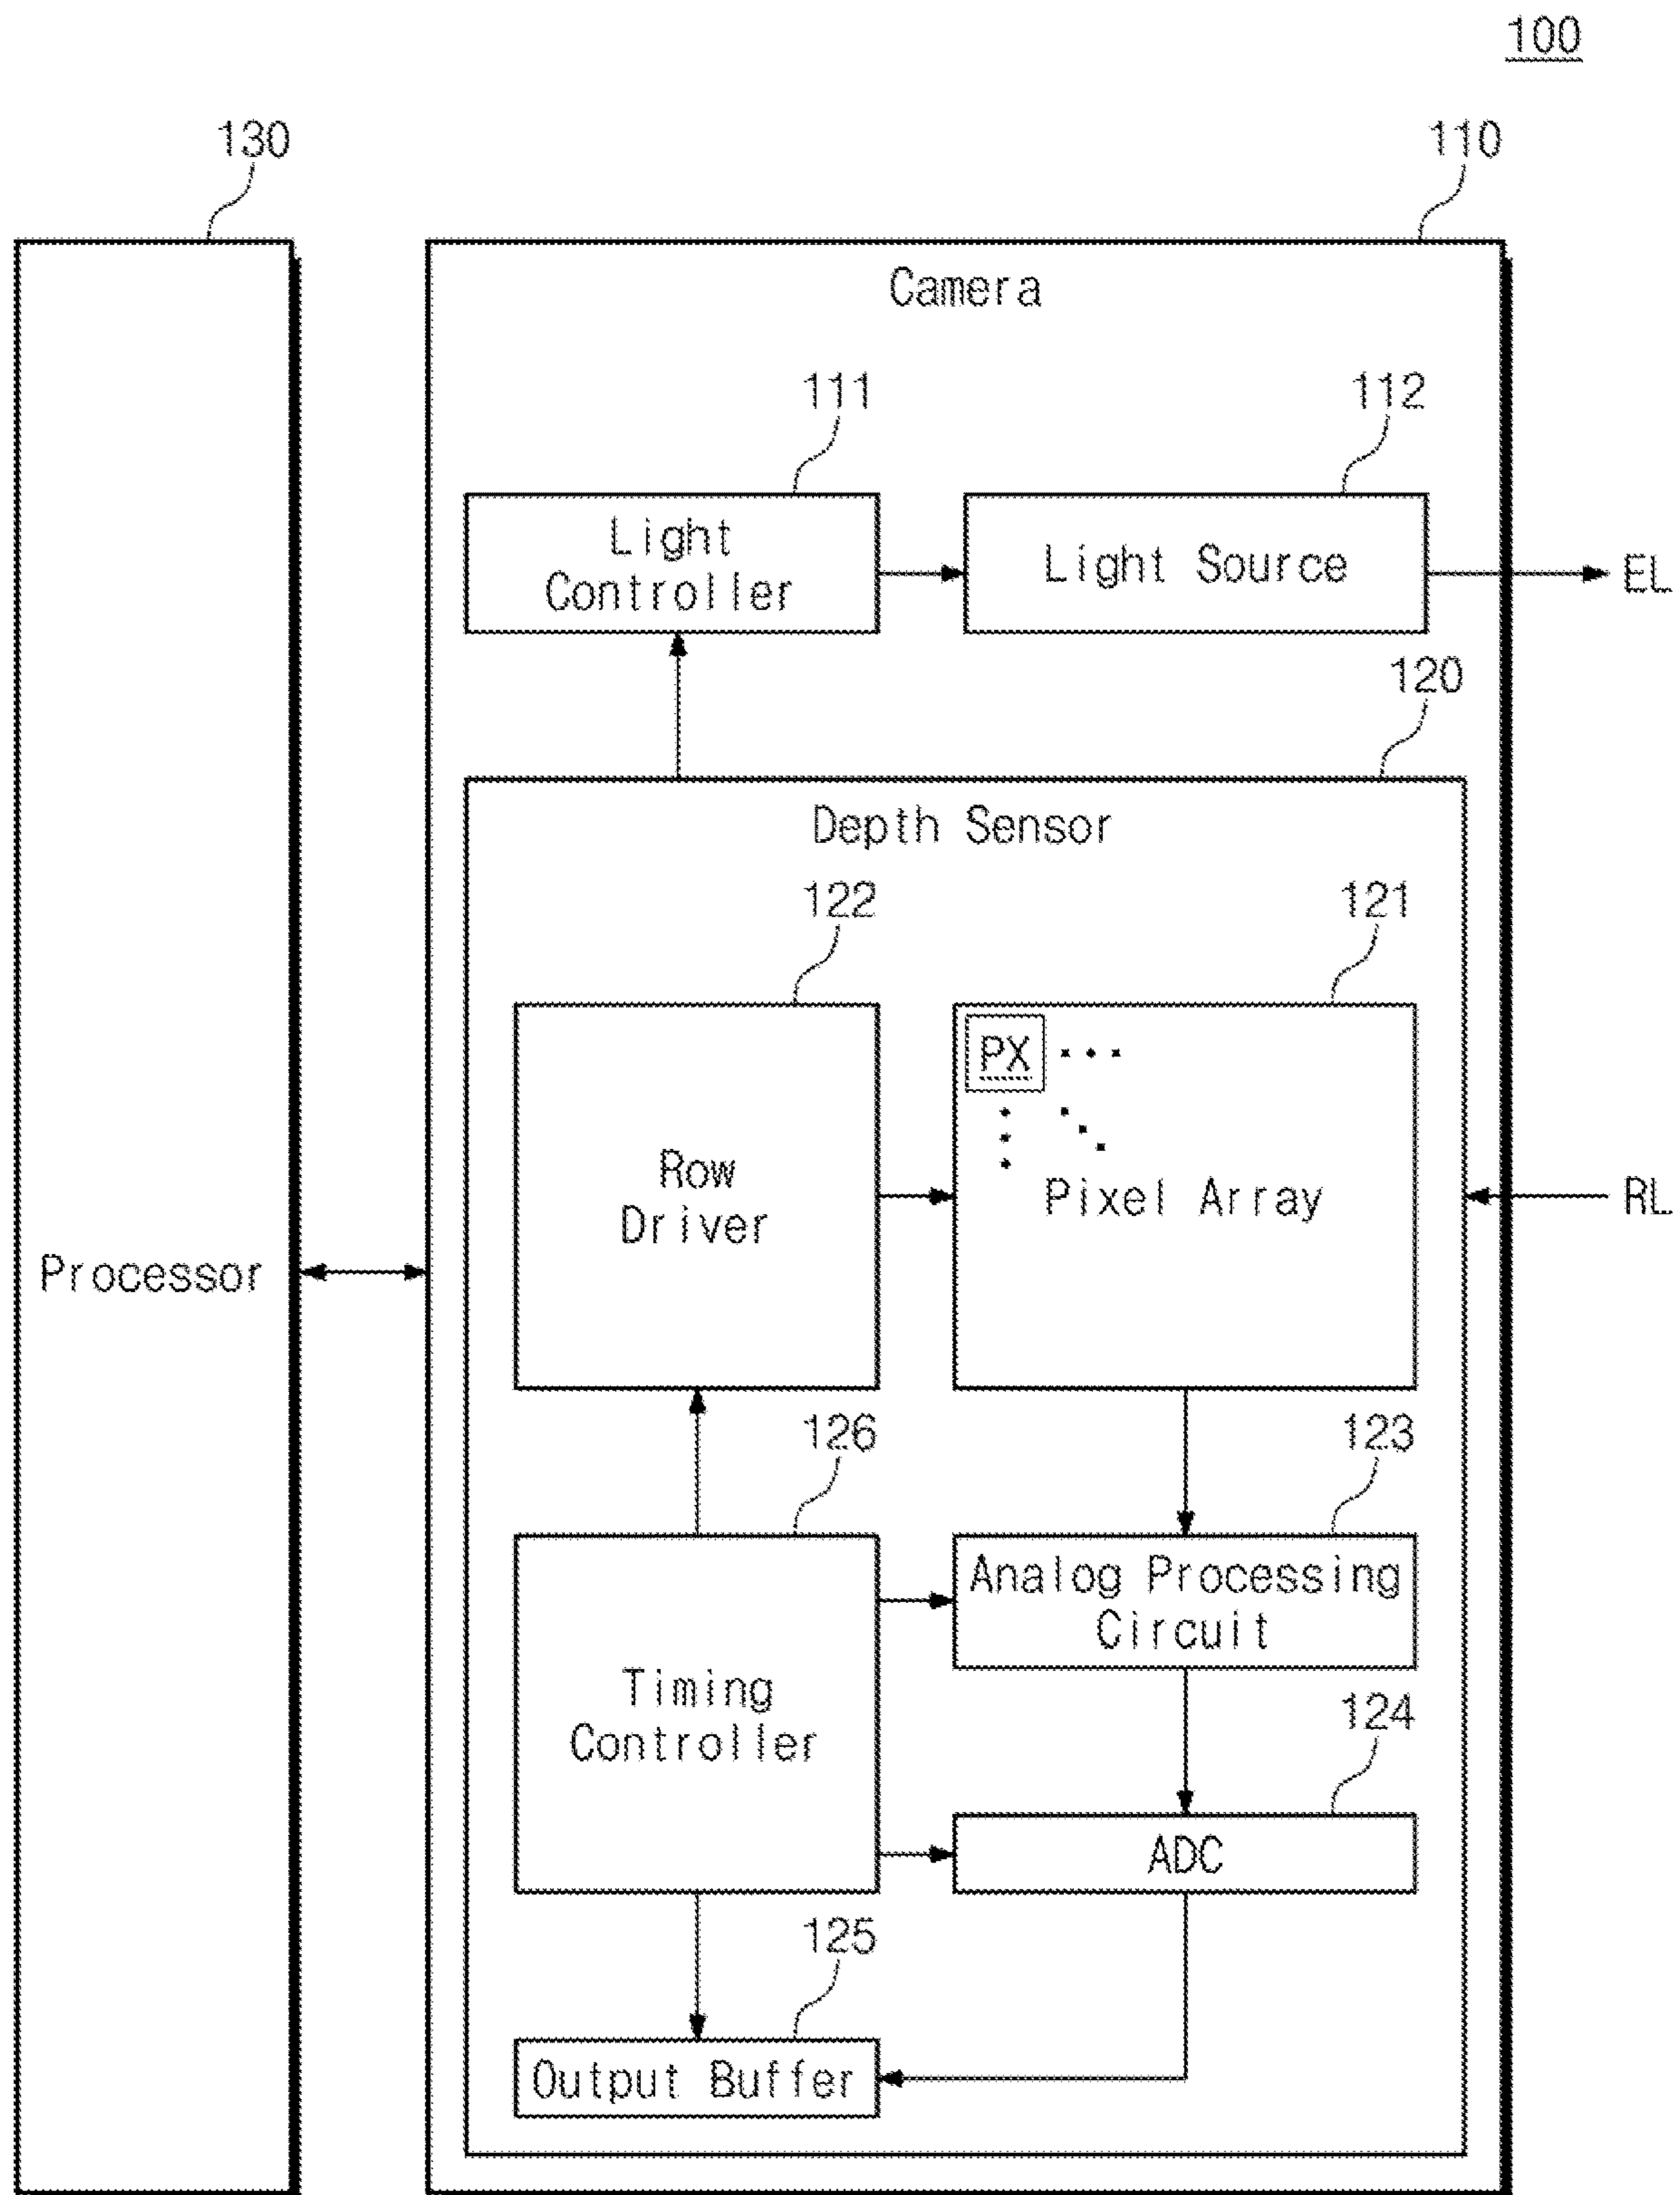 100
130
110
Camera
111
112
Light
Controller
Light Source
EL
120
Depth Sensor
122
121
PX
Row
Driver
Pixel Array
RL
Processor
126
123
Analog Processing
Circuit
Timing
Controller
124
ADC
125
Output Buffer